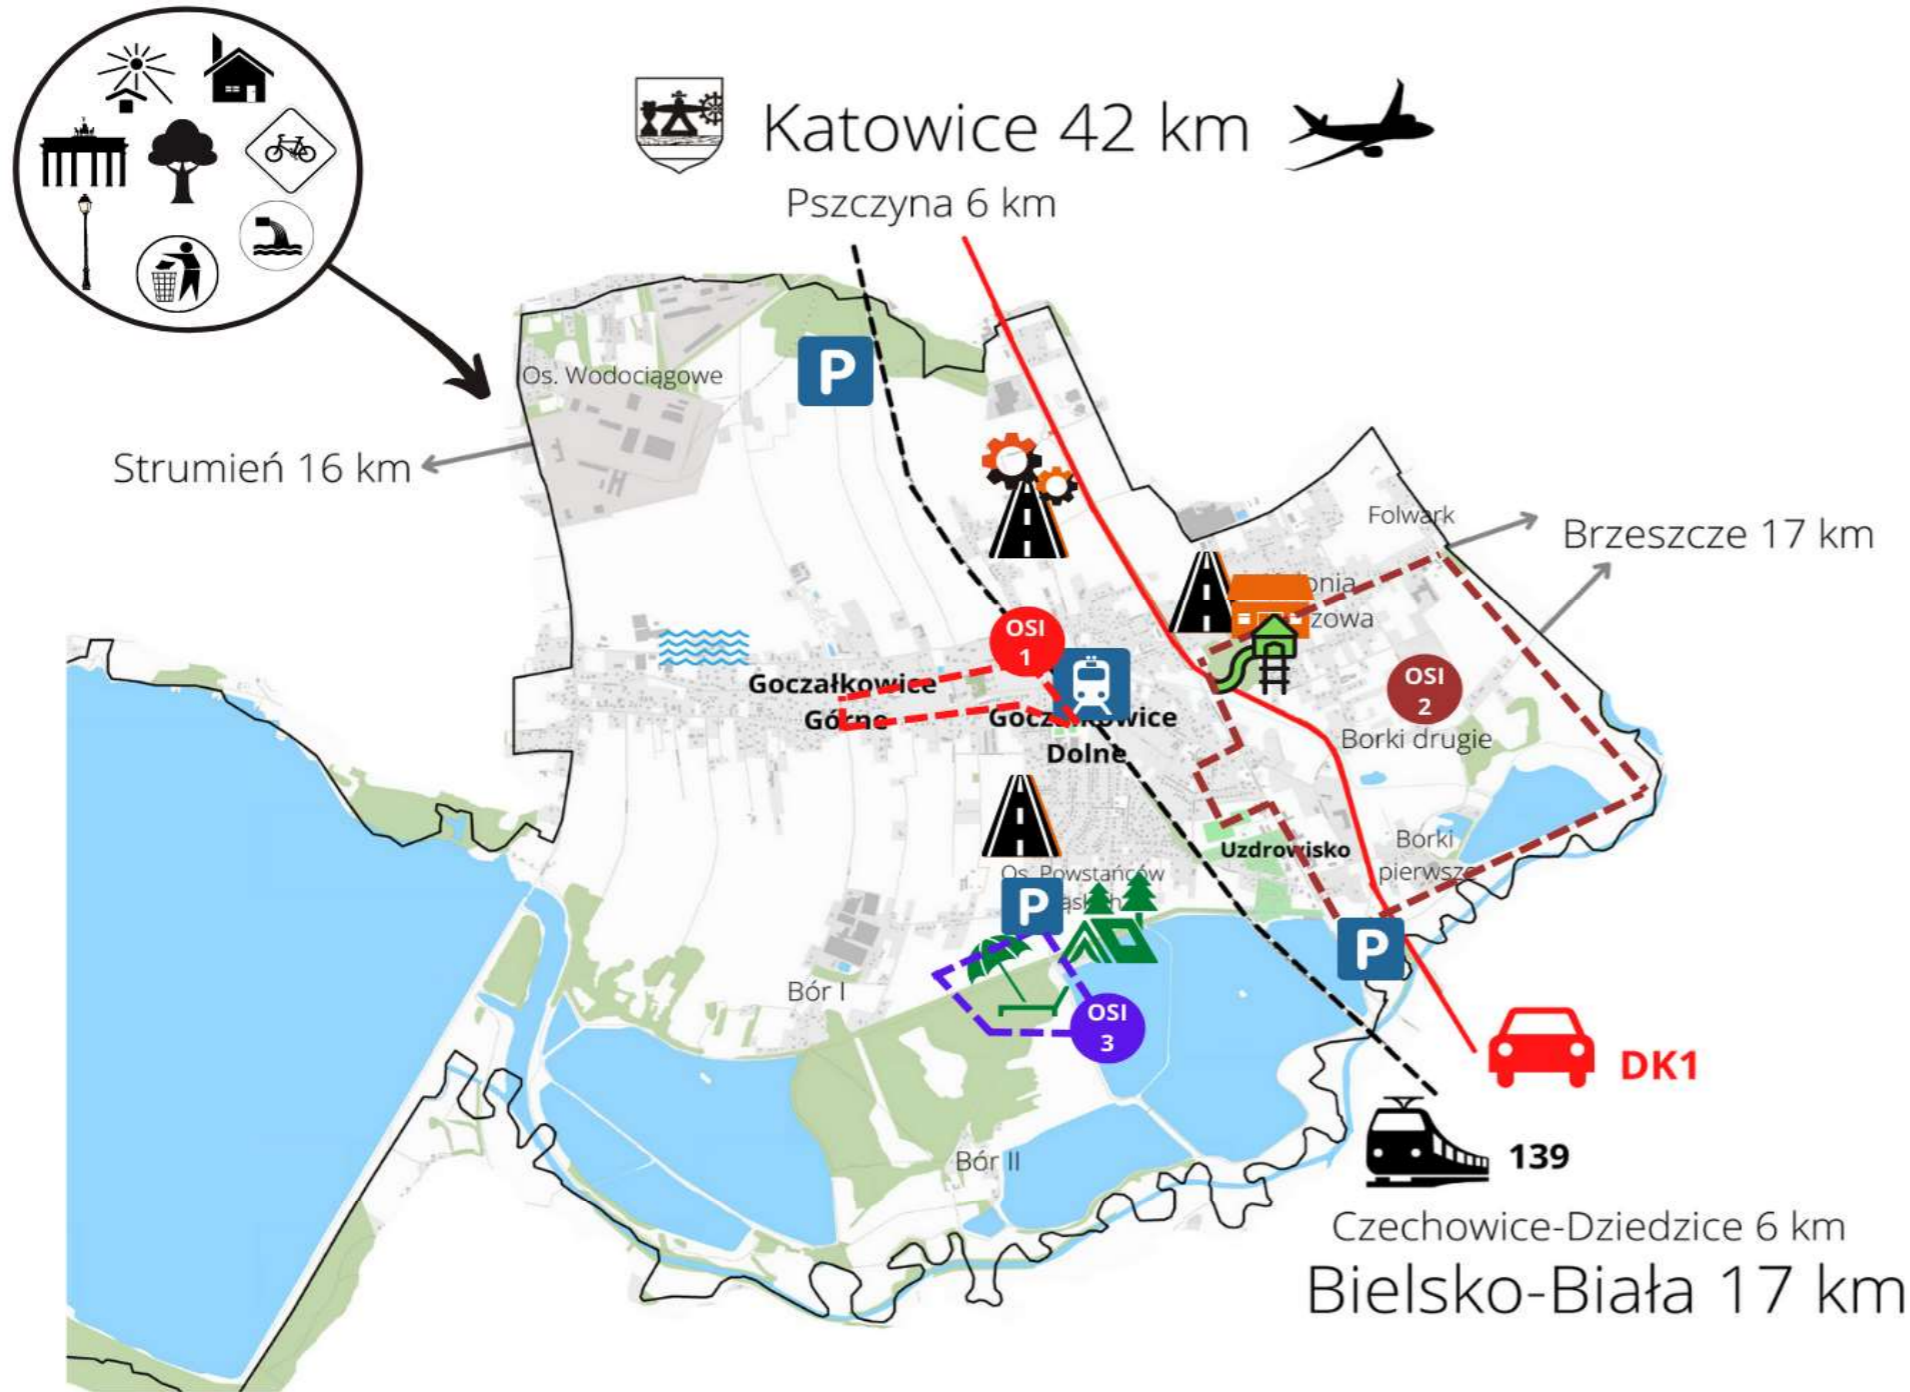 Katowice 42 km
Pszczyna 6 km
P
Os. Wodociągowe
Strumień 16 km
Folwark
Brzeszcze 17 km
OSI
1
OSI
2
Goczałkowice
Górne
Goczałkowice
Dolne
Borki drugie
Uzdrowisko
Borki
pierwsze
Os. Powstańców
P
P
Bór I
OSI
3
DK1
Bór II
139
Czechowice-Dziedzice 6 km
Bielsko-Biała 17 km